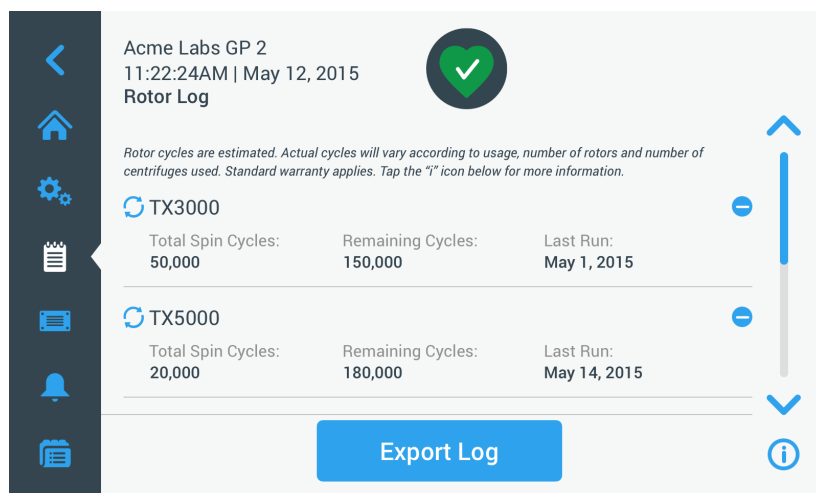 Acme Labs GP 2
11:22:24AM | May 12, 2015
Rotor Log
Rotor cycles are estimated. Actual cycles will vary according to usage, number of rotors and number of
centrifuges used. Standard warranty applies. Tap the “i” icon below for more information.
TX3000
Total Spin Cycles: Remaining Cycles: Last Run:
50,000 150,000 May 1, 2015
TX5000
Total Spin Cycles: Remaining Cycles: Last Run:
20,000 180,000 May 14, 2015
Export Log